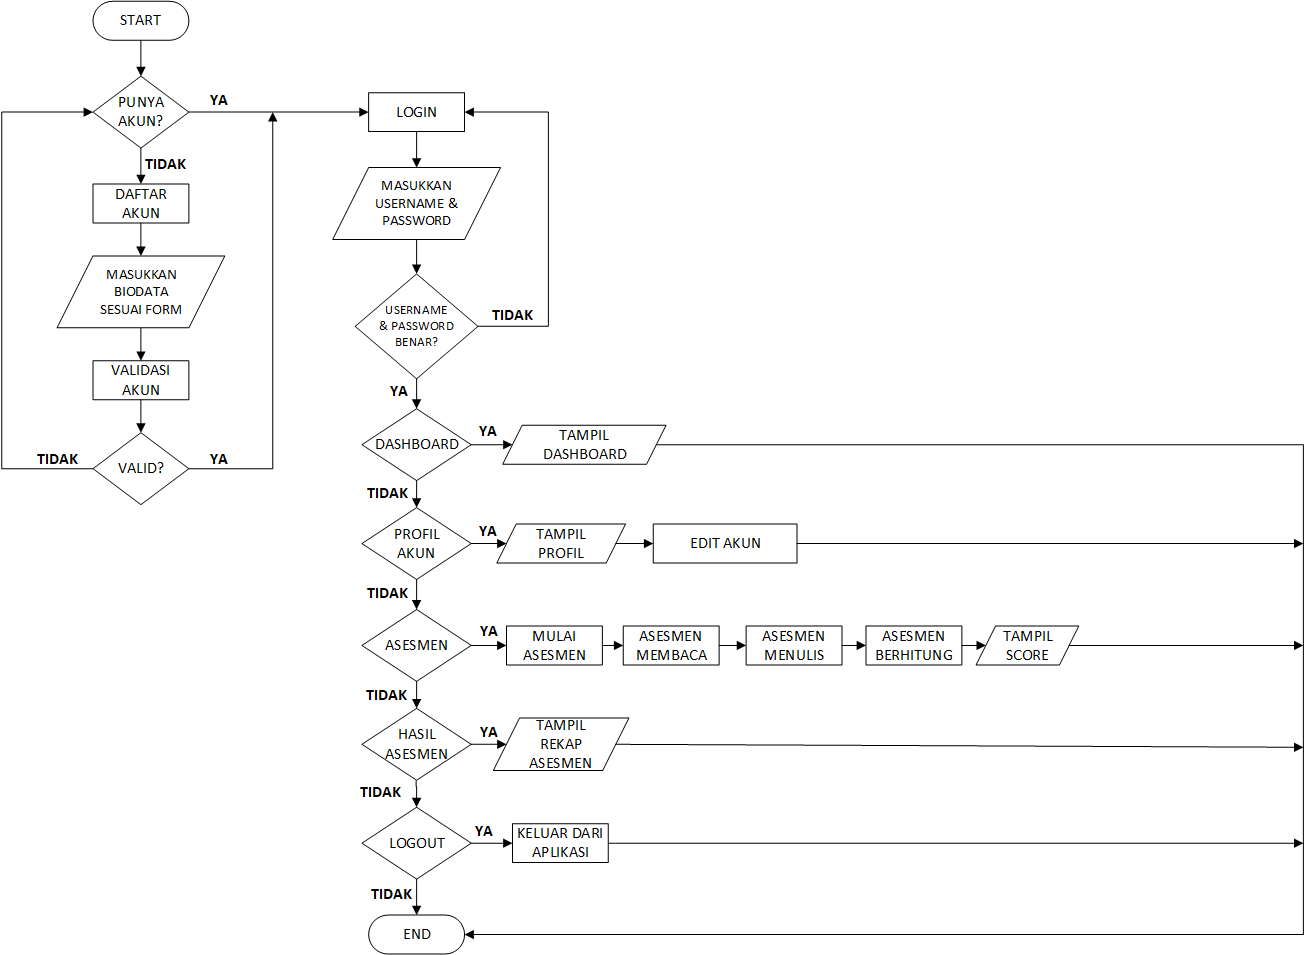 START
PUNYA
AKUN?
YA
TIDAK
DAFTAR
AKUN
MASUKKAN
BIODATA
SESUAI FORM
VALIDASI
AKUN
VALID?
TIDAK
YA
LOGIN
MASUKKAN
USERNAME &
PASSWORD
USERNAME
& PASSWORD
BENAR?
TIDAK
YA
DASHBOARD
YA
TAMPIL
DASHBOARD
TIDAK
PROFIL
AKUN
YA
TAMPIL
PROFIL
EDIT AKUN
TIDAK
ASESMEN
YA
MULAI
ASESMEN
ASESMEN
MEMBACA
ASESMEN
MENULIS
ASESMEN
BERHITUNG
TAMPIL
SCORE
TIDAK
HASIL
ASESMEN
YA
TAMPIL
REKAP
ASESMEN
TIDAK
LOGOUT
YA
KELUAR DARI
APLIKASI
TIDAK
END